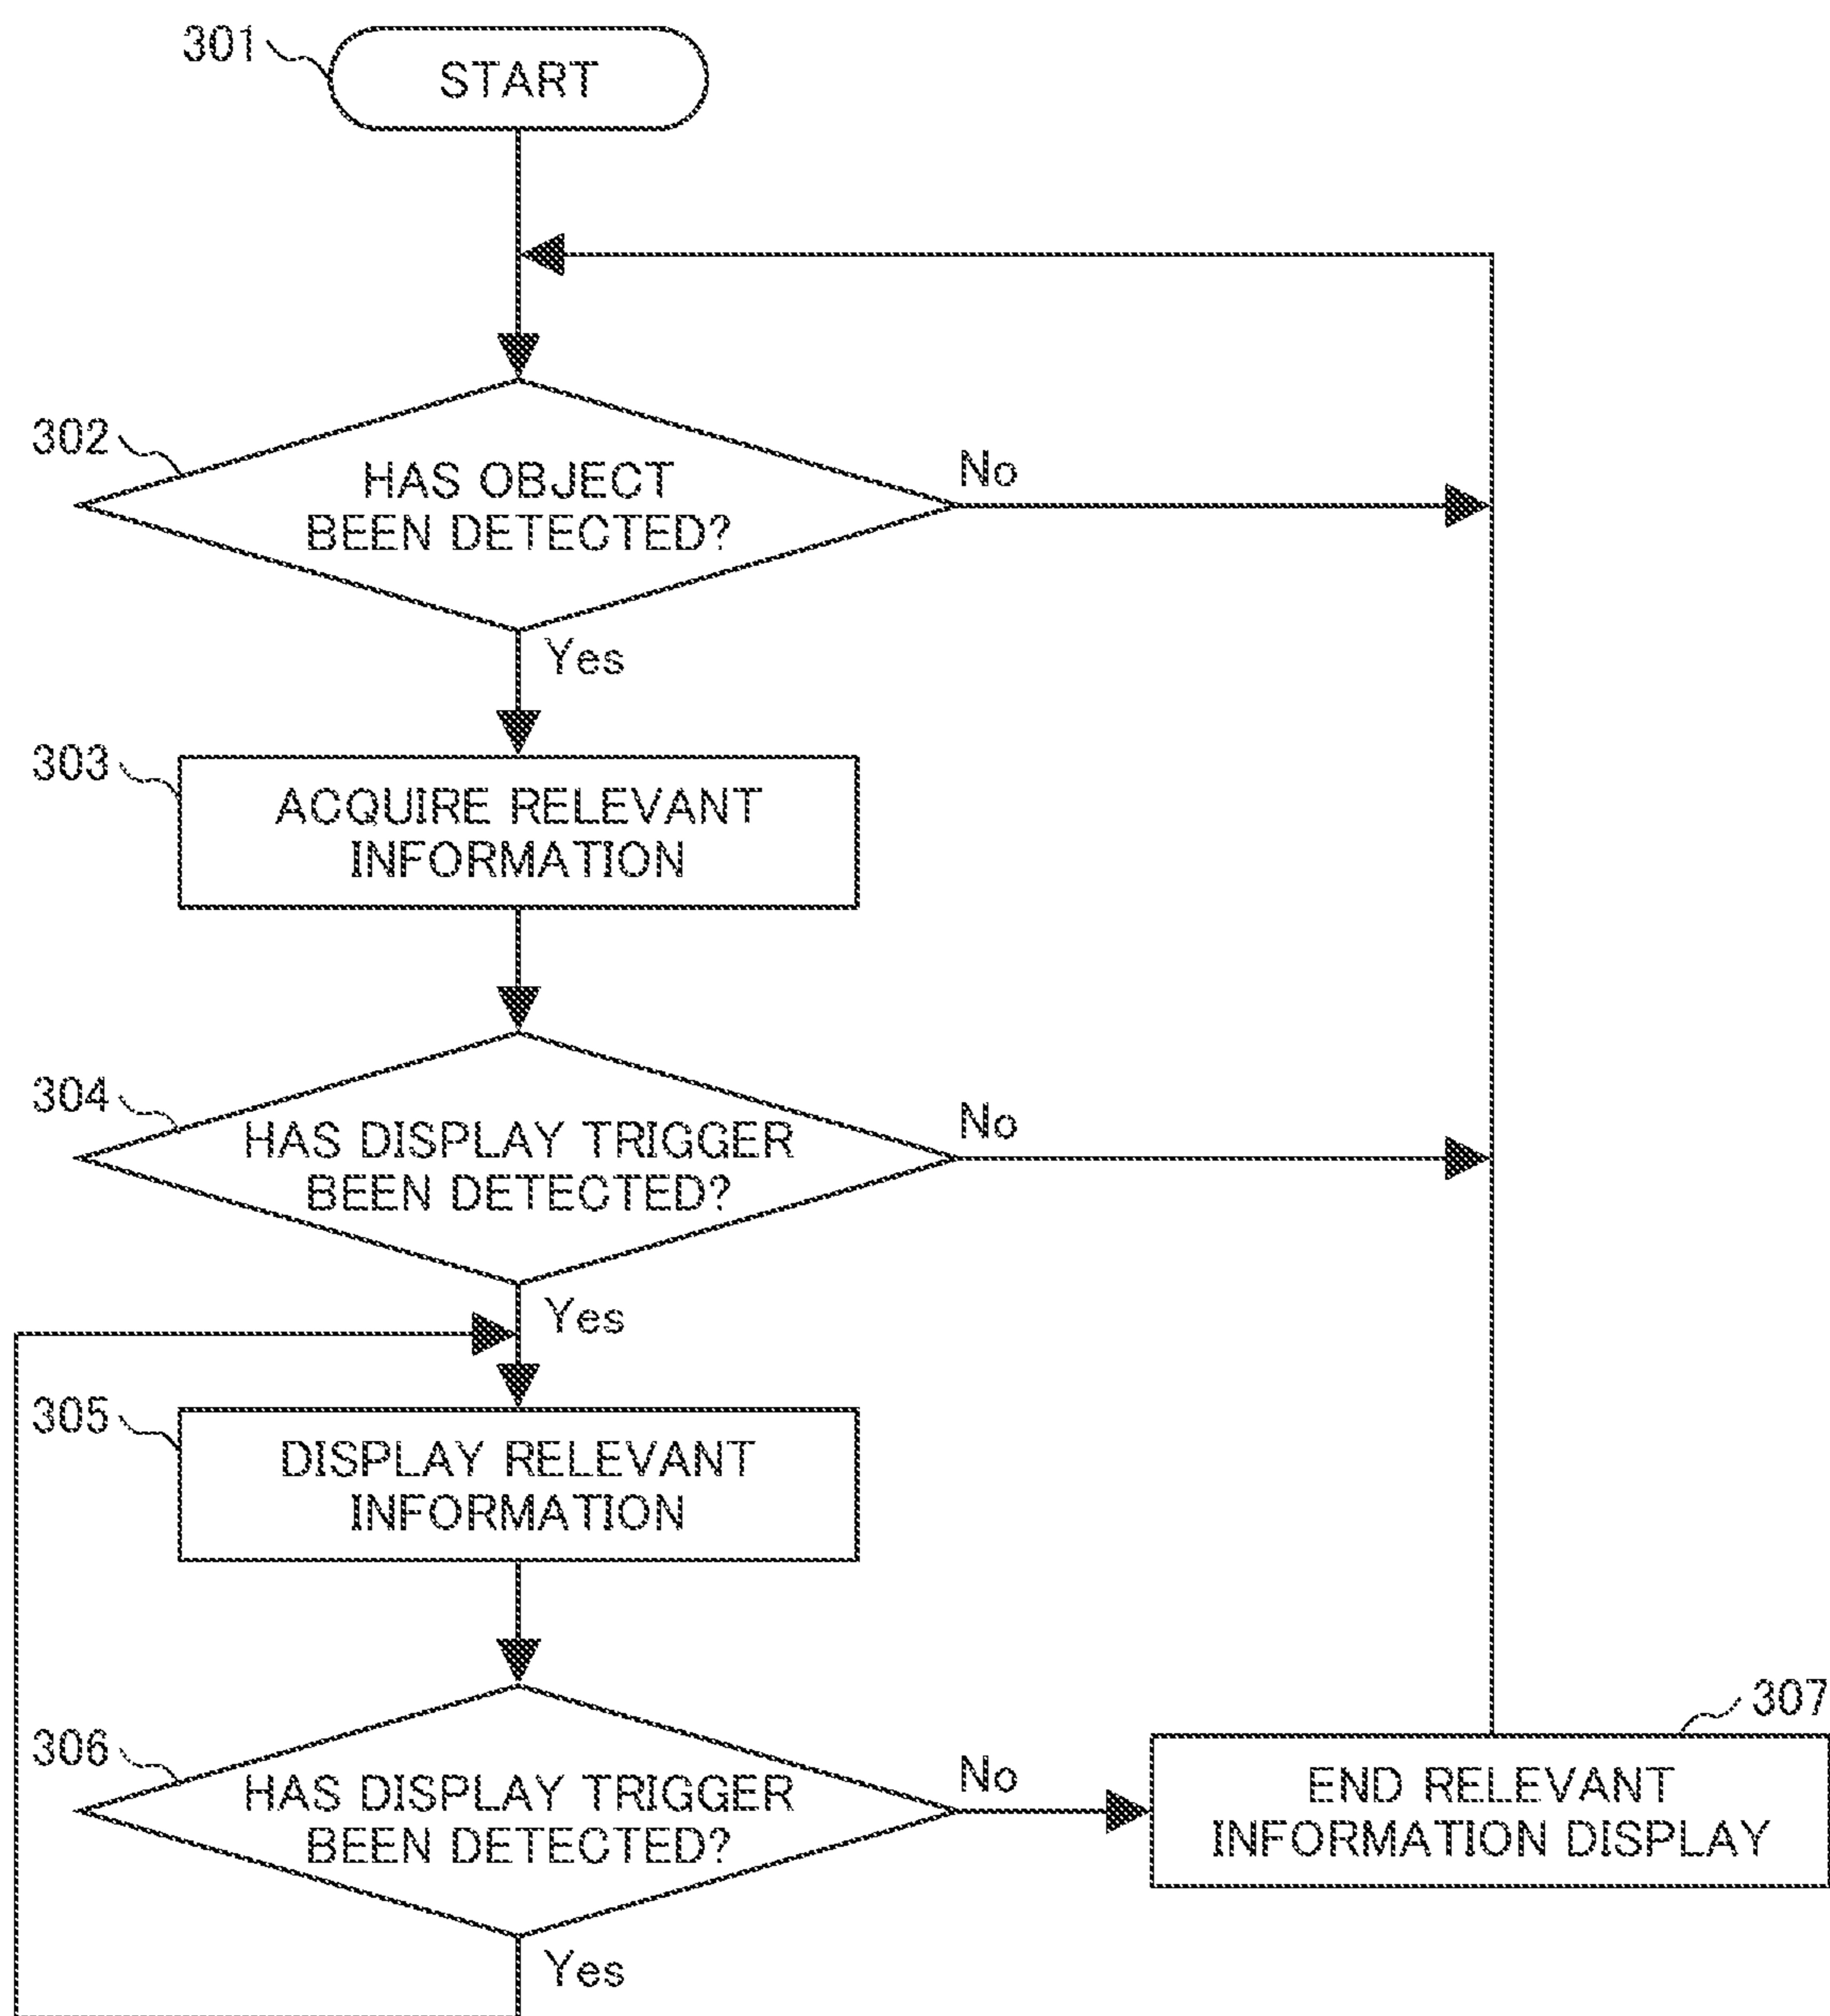 301
START
302
HAS OBJECT
BEEN DETECTED?
No
Yes
303
ACQUIRE RELEVANT
INFORMATION
304
HAS DISPLAY TRIGGER
BEEN DETECTED?
No
Yes
305
DISPLAY RELEVANT
INFORMATION
306
HAS DISPLAY TRIGGER
BEEN DETECTED?
No
Yes
307
END RELEVANT
INFORMATION DISPLAY